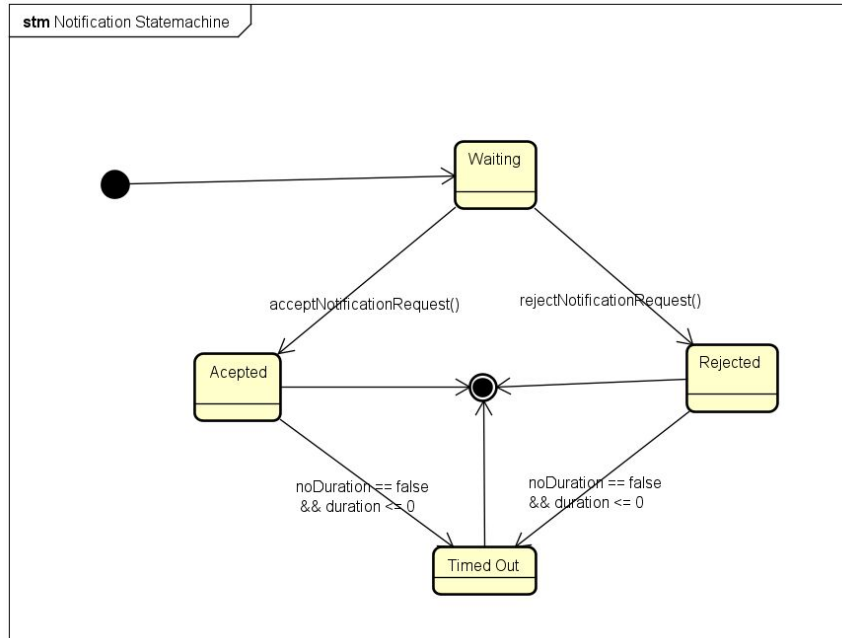 stm Notification Statemachine
Waiting
acceptNotificationRequest()
rejectNotificationRequest()
Acepted
Rejected
noDuration == false
&& duration <= 0
noDuration == false
&& duration <= 0
Timed Out